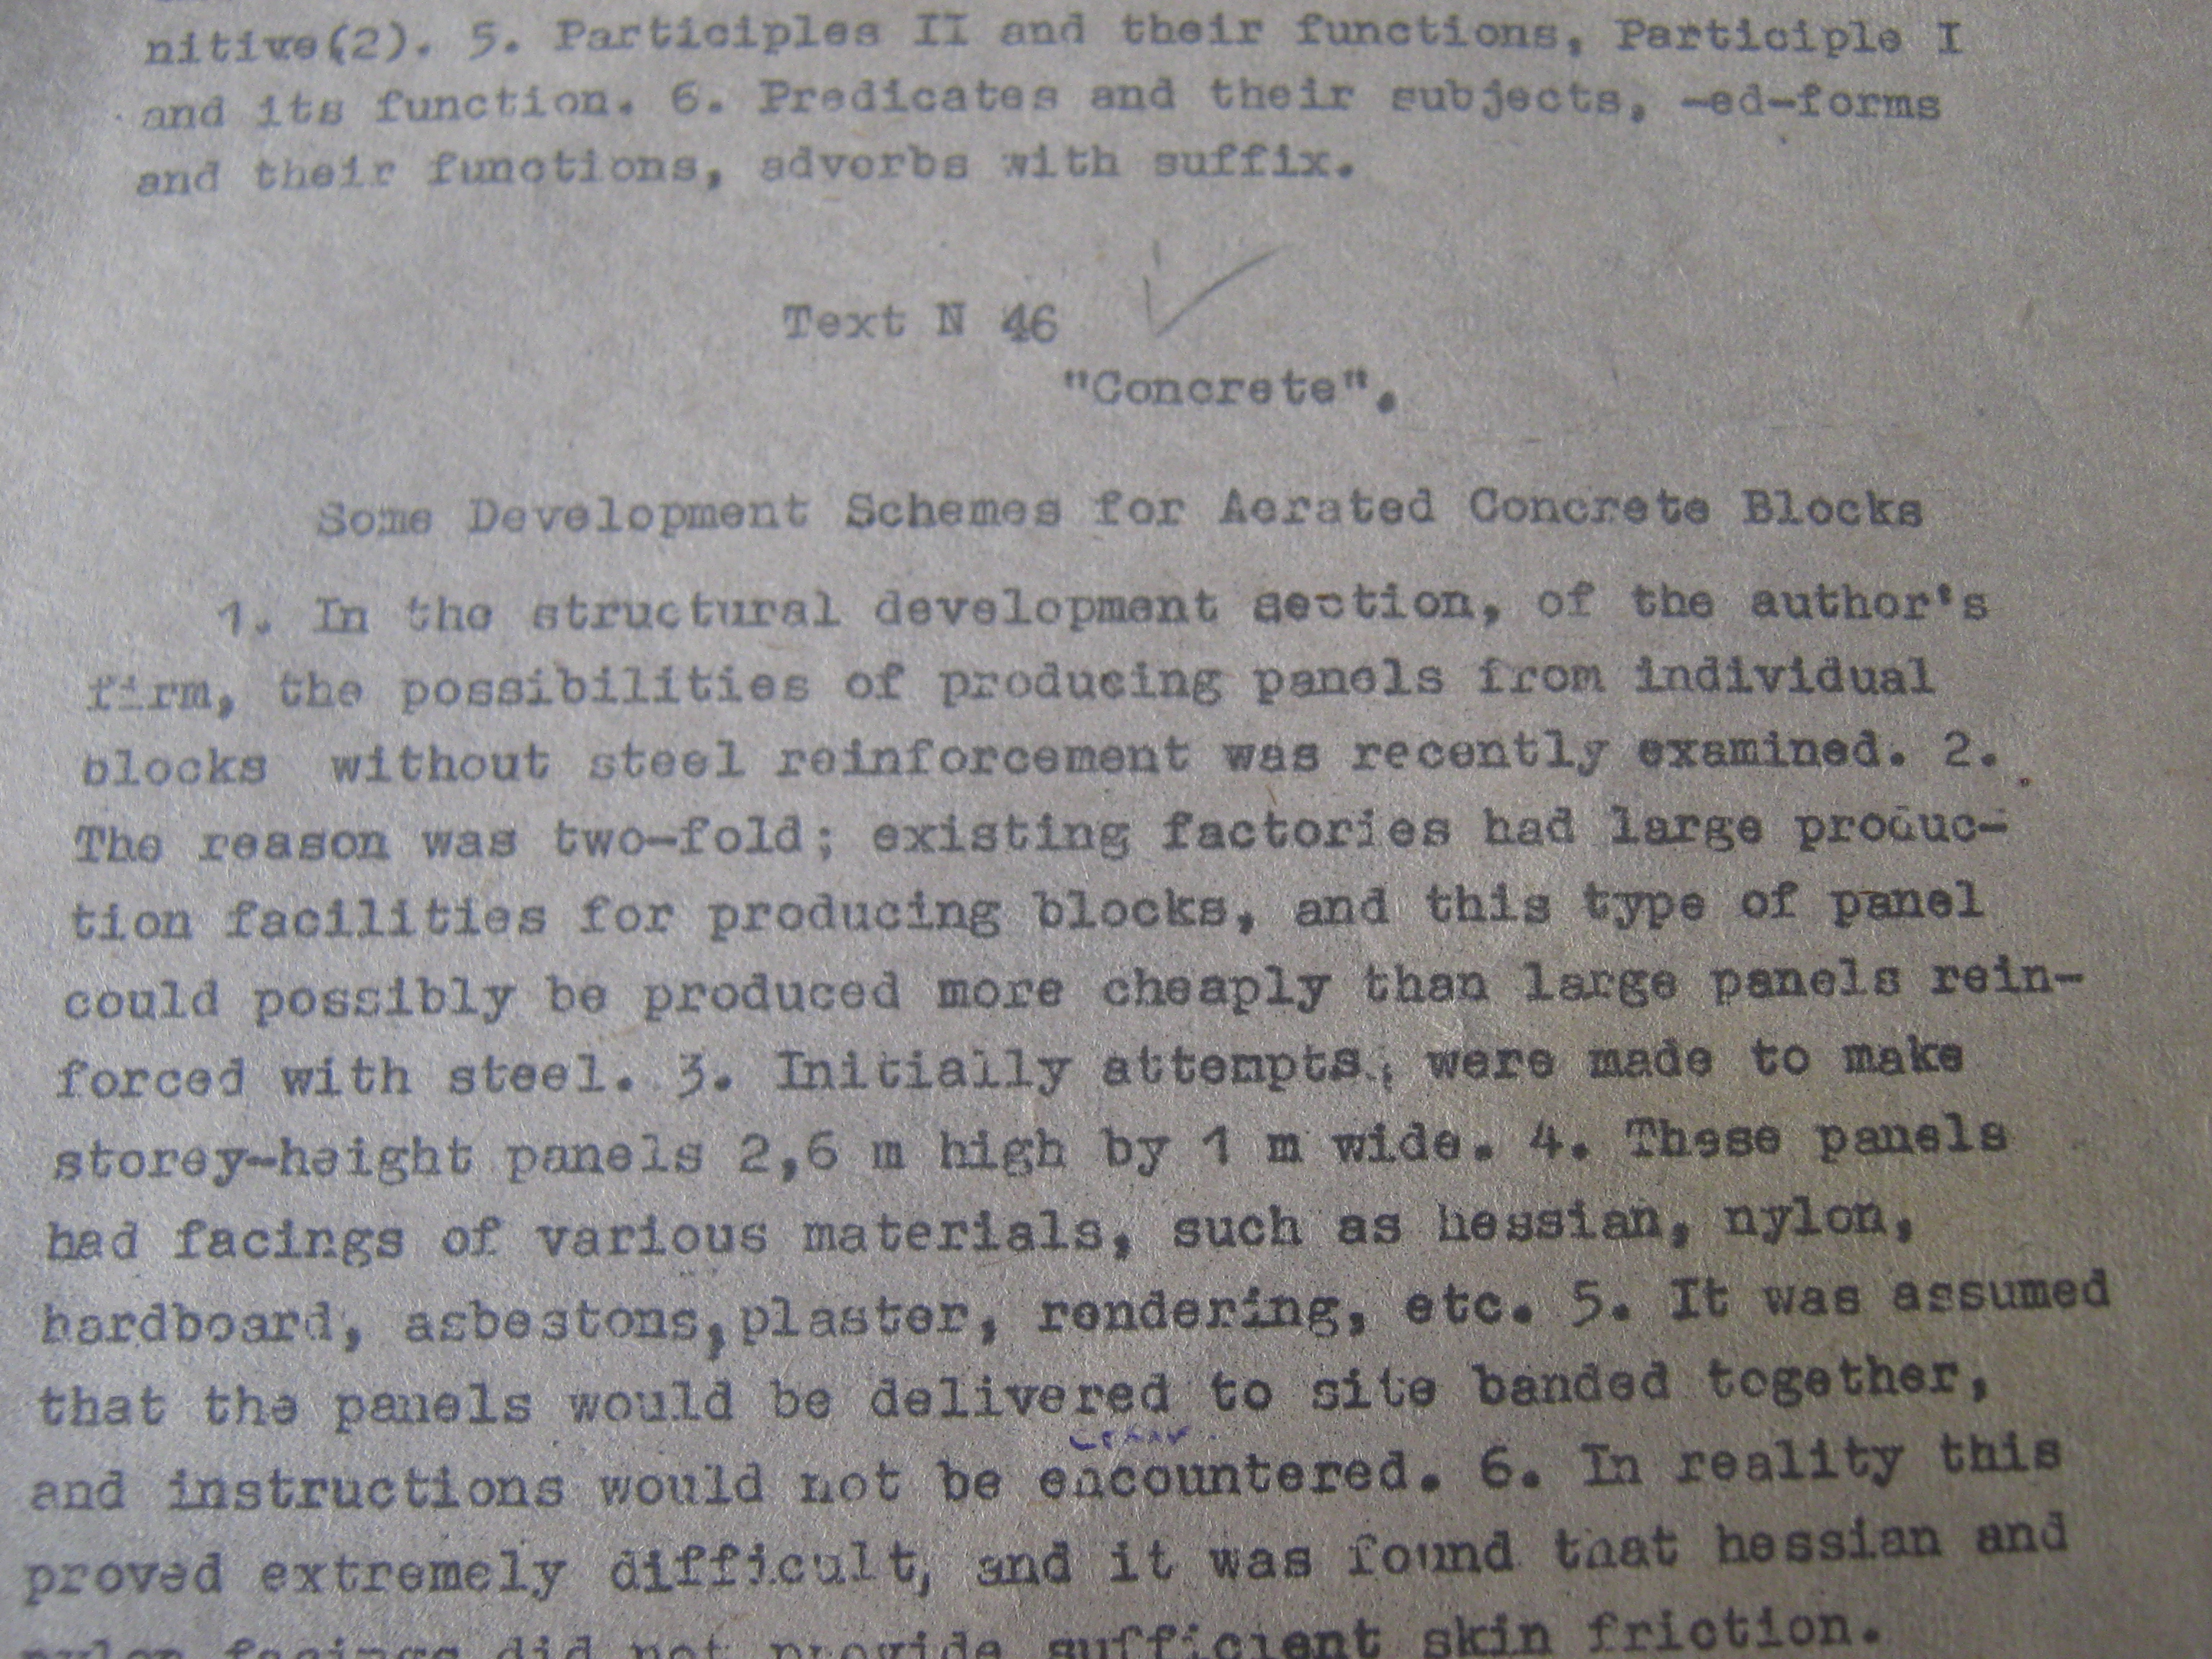 nitive(2). 5. Participles II and their functions, Participle I
and its function. 6. Predicates and their subjects, -ed-forms
and their functions, adverbs with suffix.
Text N 46
"Concrete".
Some Development Schemes for Aerated Concrete Blocks
1. In the structural development section, of the author's
firm, the possibilities of producing panels from individual
blocks without steel reinforcement was recently examined. 2.
The reason was two-fold; existing factories had large produc-
tion facilities for producing blocks, and this type of panel
could possibly be produced more cheaply than large panels rein-
forced with steel. 3. Initially attempts, were made to make
storey-height panels 2,6 m high by 1 m wide. 4. These panels
had facings of various materials, such as hessian, nylon,
hardboard, asbestons, plaster, rendering, etc. 5. It was assumed
that the panels would be delivered to site banded together,
and instructions would not be encountered. 6. In reality this
proved extremely difficult, and it was found that hessian and
nylon facings did not provide sufficient skin friction.